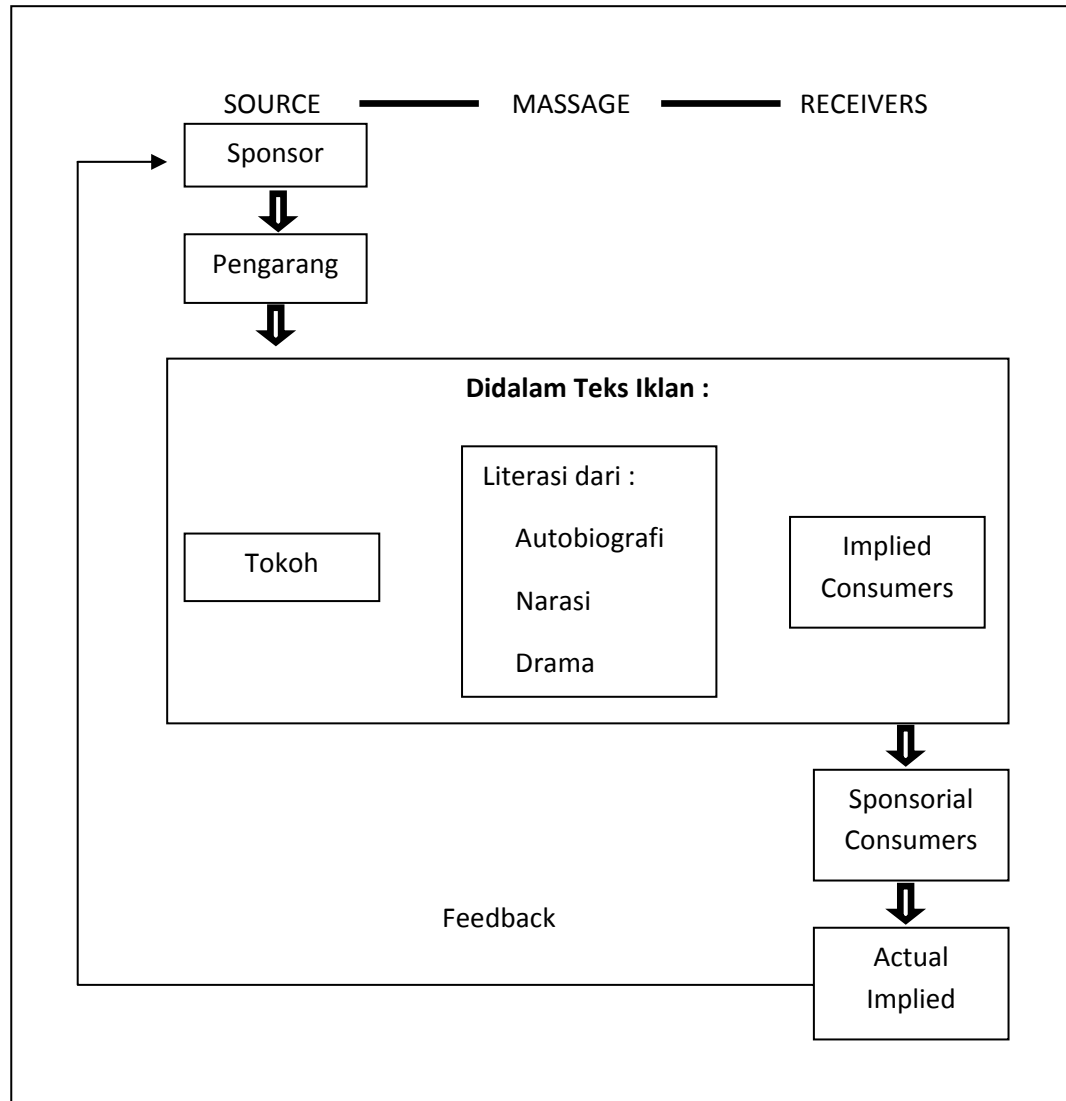 SOURCE MASSAGE RECEIVERS
Sponsor
Pengarang
Didalam Teks Iklan :
Tokoh
Literasi dari :
Autobiografi
Narasi
Drama
Implied
Consumers
Sponsorial
Consumers
Feedback
Actual
Implied